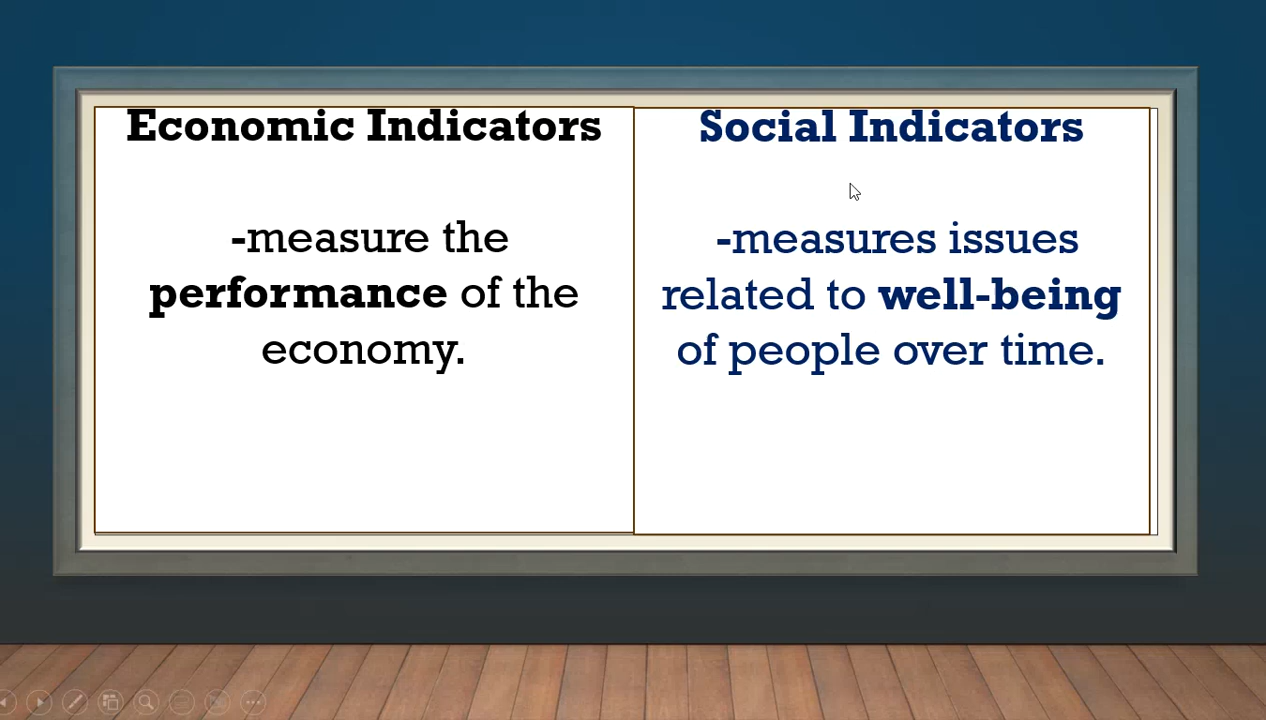 Economic Indicators
-measure the
performance of the
economy.
Social Indicators
-measures issues
related to well-being
of people over time.